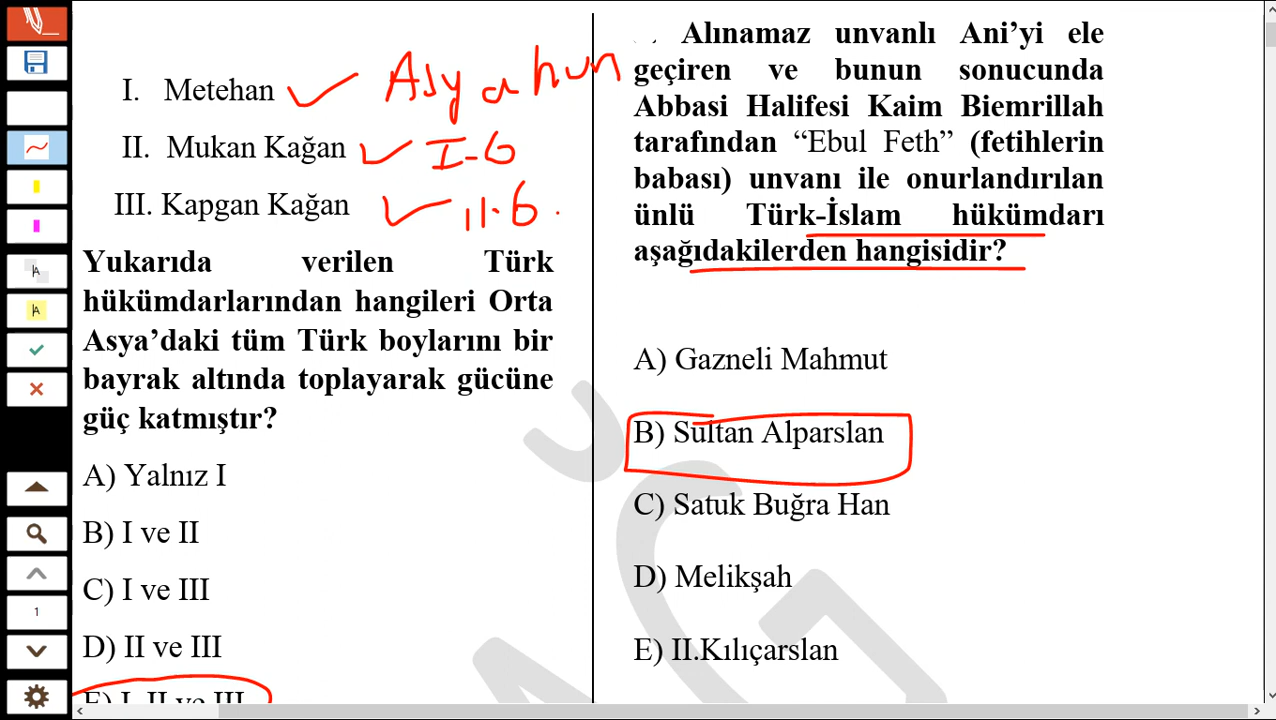 I. Metehan Asya hun
II. Mukan Kağan I-G
III. Kapgan Kağan II.G.
Yukarıda verilen Türk
hükümdarlarından hangileri Orta
Asya’daki tüm Türk boylarını bir
bayrak altında toplayarak gücüne
güç katmıştır?
A) Yalnız I
B) I ve II
C) I ve III
D) II ve III
E) I, II ve III
Alınamaz unvanlı Ani’yi ele
geçiren ve bunun sonucunda
Abbasi Halifesi Kaim Biemrillah
tarafından “Ebul Feth” (fetihlerin
babası) unvanı ile onurlandırılan
ünlü Türk-İslam hükümdarı
aşağıdakilerden hangisidir?
A) Gazneli Mahmut
B) Sultan Alparslan
C) Satuk Buğra Han
D) Melikşah
E) II.Kılıçarslan
A
A
1